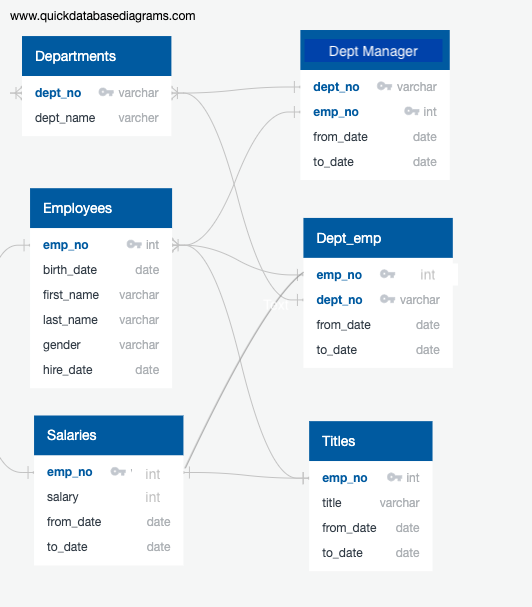 www.quickdatabasediagrams.com
Departments
dept_no varchar
dept_name varcher
Dept Manager
dept_no varchar
emp_no int
from_date date
to_date date
Employees
emp_no int
birth_date date
first_name varchar
last_name varchar
gender varchar
hire_date date
Dept_emp
emp_no int
dept_no varchar
from_date date
to_date date
Salaries
emp_no int
salary int
from_date date
to_date date
Titles
emp_no int
title varchar
from_date date
to_date date